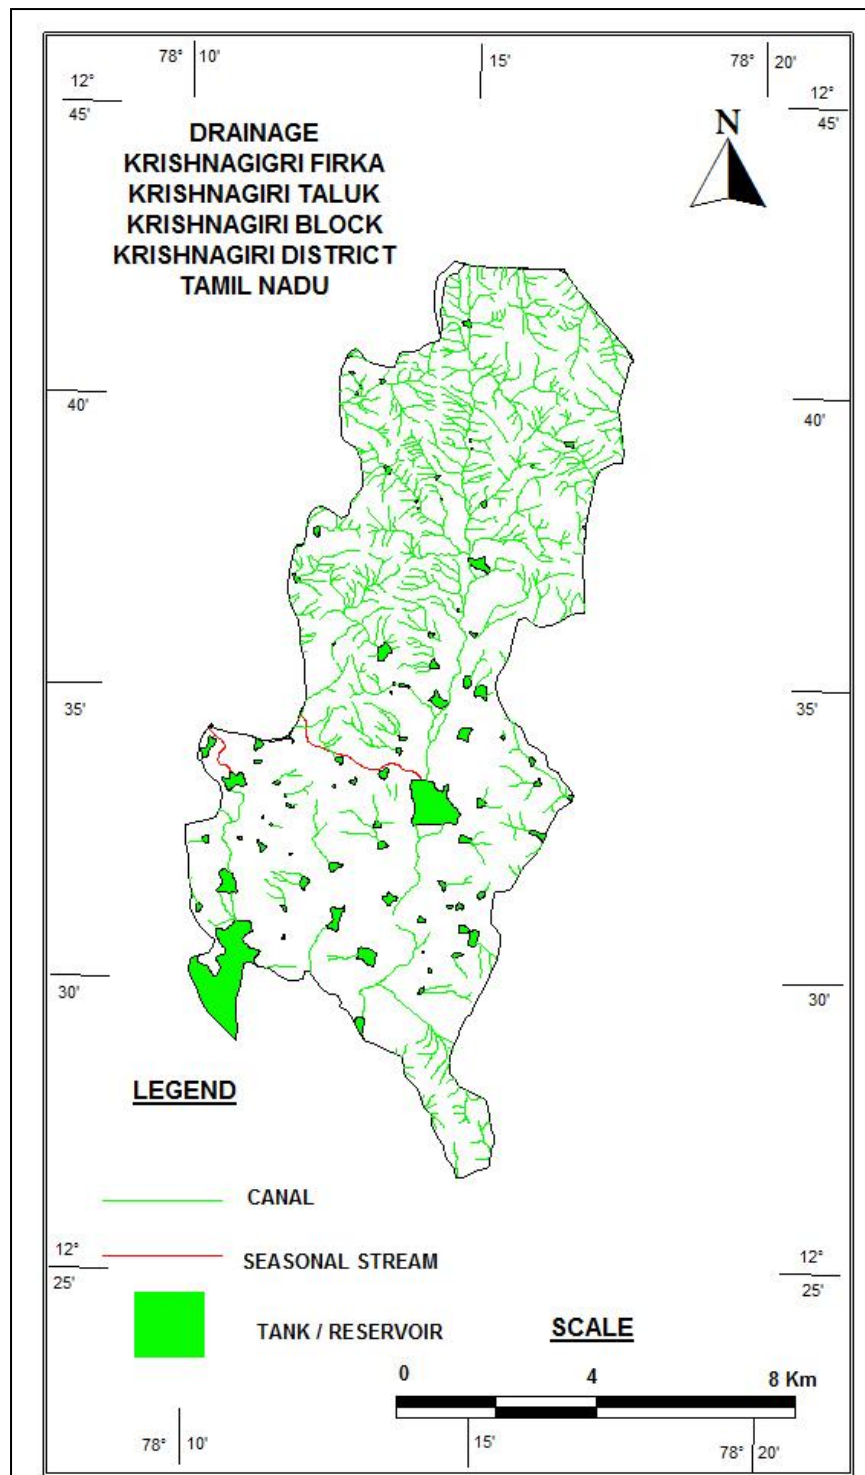 78° 10' 15' 78° 20'
12° 45' 12° 45'
N
DRAINAGE
KRISHNAGIGRI FIRKA
KRISHNAGIRI TALUK
KRISHNAGIRI BLOCK
KRISHNAGIRI DISTRICT
TAMIL NADU
40' 40'
35' 35'
30' 30'
LEGEND
CANAL
SEASONAL STREAM
12° 25' 12° 25'
TANK / RESERVOIR
SCALE
0 4 8 Km
78° 10' 15' 78° 20'